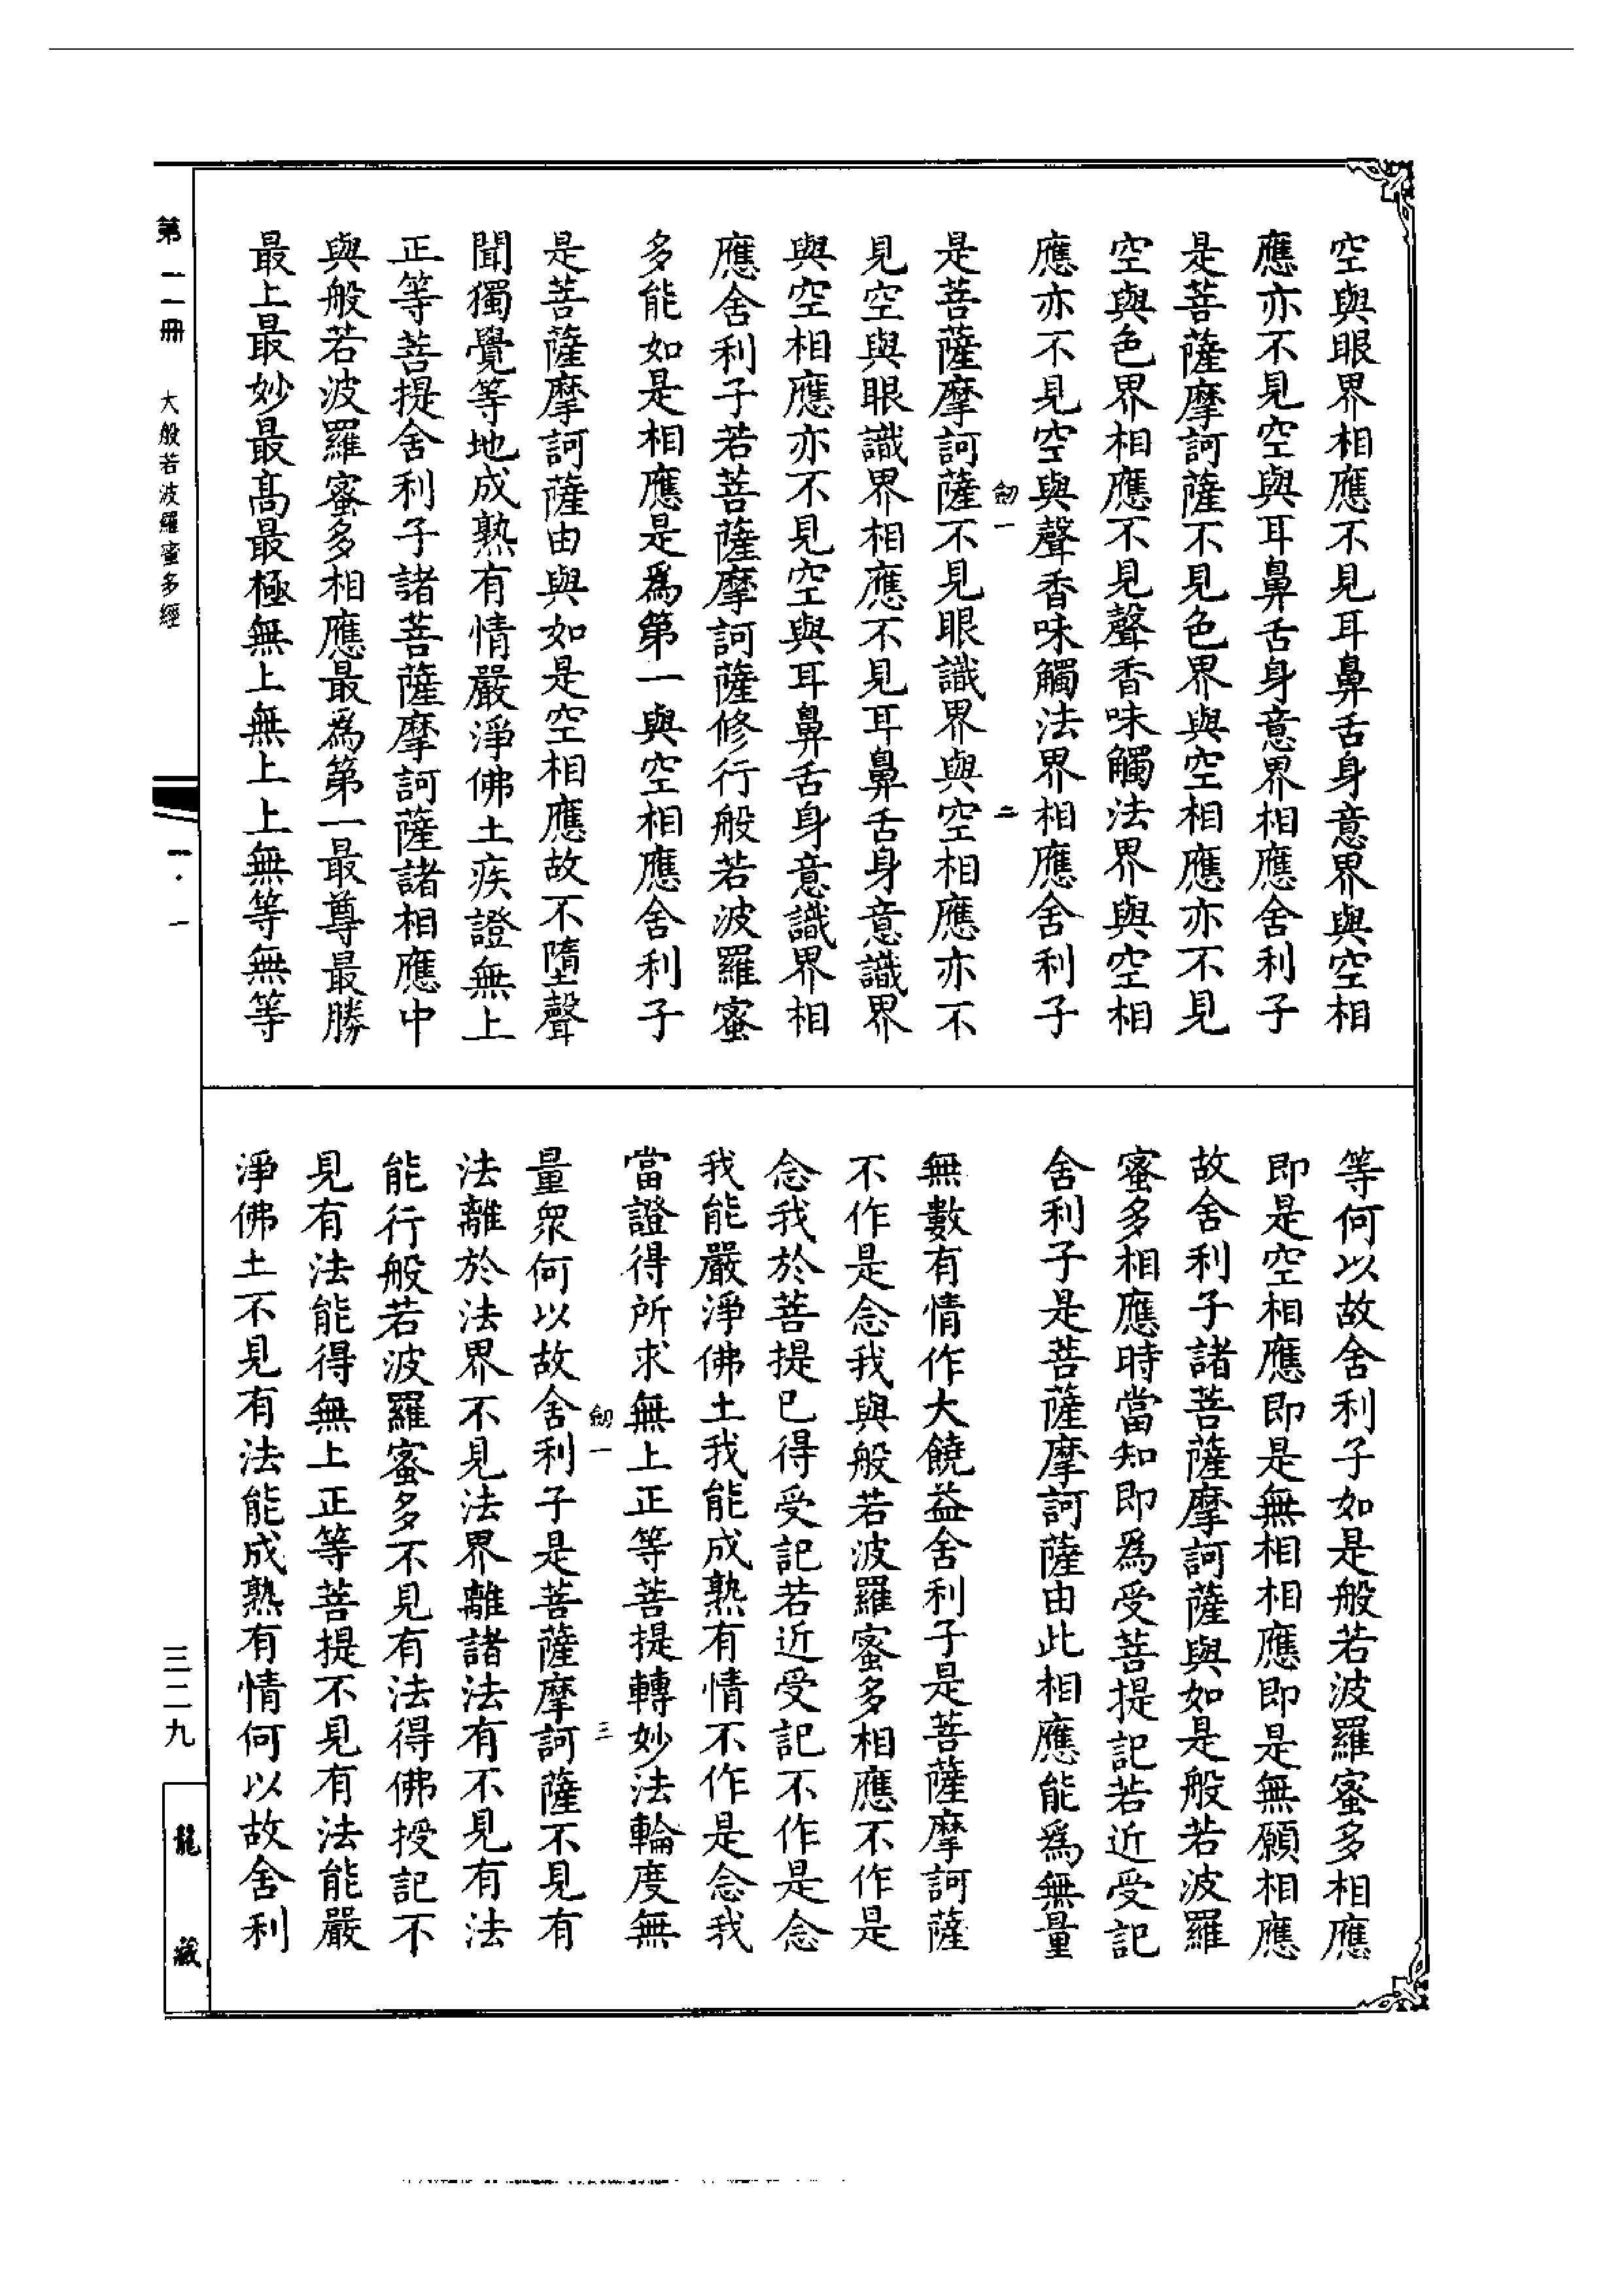 空與眼界相應不見耳鼻舌身意界與空相
應亦不見空與耳鼻舌身意界相應舍利子
是菩薩摩訶薩不見色界與空相應亦不見
空與色界相應不見聲香味觸法界與空相
應亦不見空與聲香味觸法界相應舍利子
劒一 二
是菩薩摩訶薩不見眼識界與空相應亦不
見空與眼識界相應不見耳鼻舌身意識界
與空相應亦不見空與耳鼻舌身意識界相
應舍利子若菩薩摩訶薩修行般若波羅蜜
多能如是相應是爲第一與空相應舍利子
是菩薩摩訶薩由與如是空相應故不墮聲
聞獨覺等地成熟有情嚴淨佛土疾證無上
正等菩提舍利子諸菩薩摩訶薩諸相應中
與般若波羅蜜多相應最爲第一最尊最勝
最上最妙最高最極無上無上上無等無等
等何以故舍利子如是般若波羅蜜多相應
即是空相應即是無相相應即是無願相應
故舍利子諸菩薩摩訶薩與如是般若波羅
蜜多相應時當知即爲受菩提記若近受記
舍利子是菩薩摩訶薩由此相應能爲無量
無數有情作大饒益舍利子是菩薩摩訶薩
不作是念我與般若波羅蜜多相應不作是
念我於菩提已得受記若近受記不作是念
我能嚴淨佛土我能成熟有情不作是念我
當證得所求無上正等菩提轉妙法輪度無
劒一 三
量衆何以故舍利子是菩薩摩訶薩不見有
法離於法界不見法界離諸法有不見有法
能行般若波羅蜜多不見有法得佛授記不
見有法能得無上正等菩提不見有法能嚴
淨佛土不見有法能成熟有情何以故舍利
第二冊 大般若波羅蜜多經
三二九
龍藏